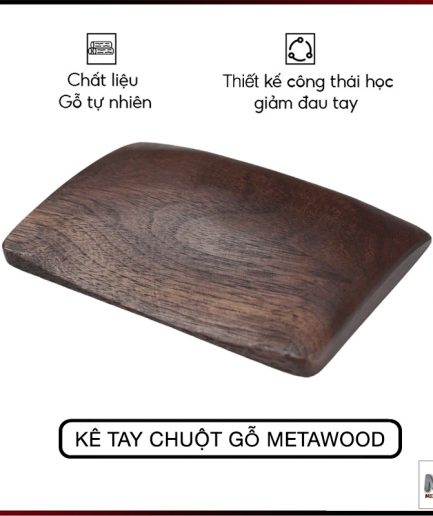 Chất liệu
Gỗ tự nhiên
Thiết kế công thái học
giảm đau tay
KÊ TAY CHUỘT GỖ METAWOOD